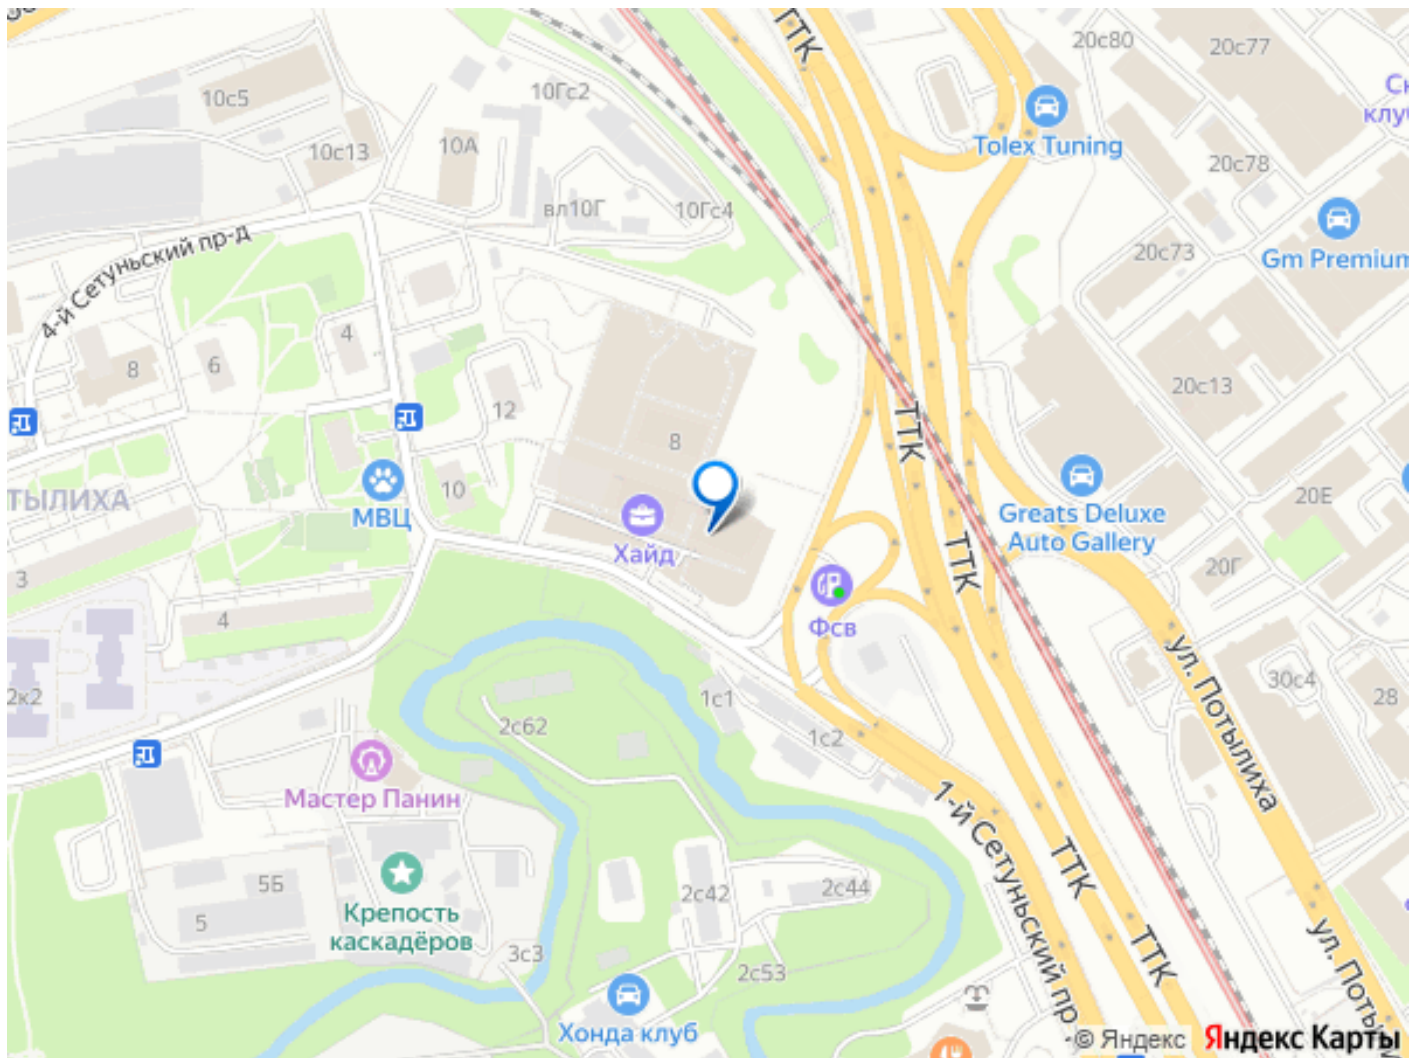 ТТК
20с80
20с77
10с5
10Гс2
Tolex Tuning
10с13
10А
20с78
вл10Г
10Гс4
4-й Сетуньский пр-д
20с73
Gm Premium
4
6
8
20с13
12
ТТК
8
10
ТЫЛИХА
МВЦ
20Е
Greats Deluxe
Auto Gallery
Хайд
ТТК
20Г
3
Фсв
4
ул. Потылиха
30с4
28
2к2
1с1
2с62
1с2
Мастер Панин
1-й Сетуньский пр
ТТК
5Б
2с42
2с44
5
Крепость
каскадёров
3с3
ТТК
2с53
ул. Поты
Хонда клуб
© Яндекс
Яндекс Карты